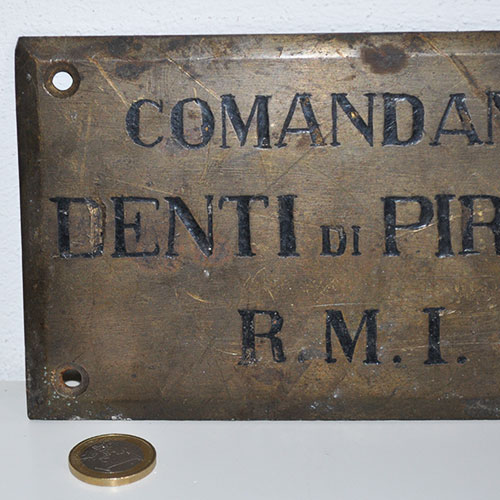 COMANDAN
DENTI DI PIR
R.M.I.